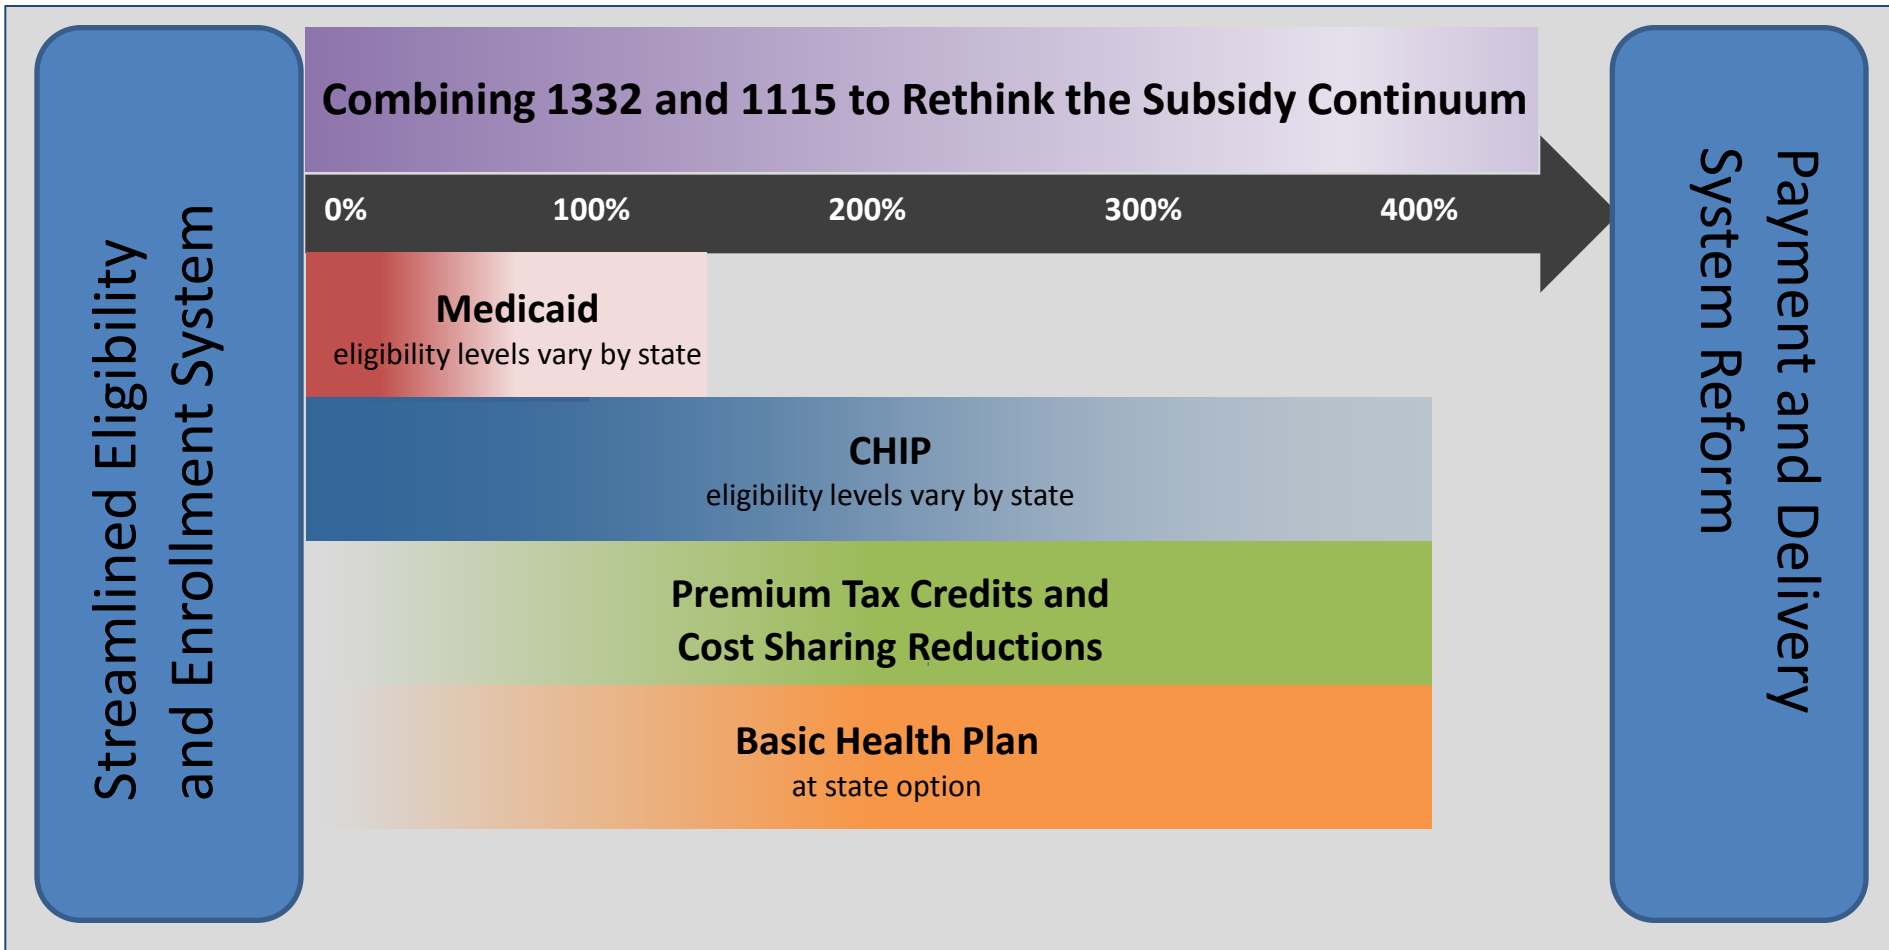 Streamlined Eligibility
and Enrollment System
Combining 1332 and 1115 to Rethink the Subsidy Continuum
0% 100% 200% 300% 400%
Medicaid
eligibility levels vary by state
CHIP
eligibility levels vary by state
Premium Tax Credits and
Cost Sharing Reductions
Basic Health Plan
at state option
Payment and Delivery
System Reform